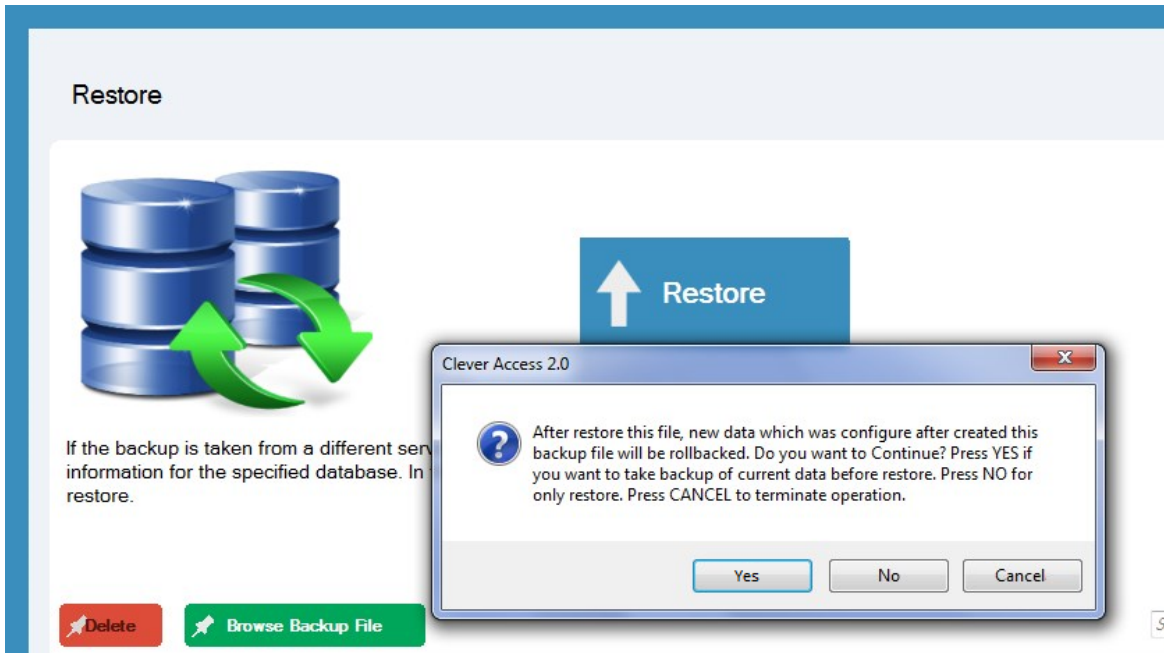 Restore
Restore
Clever Access 2.0
After restore this file, new data which was configure after created this
backup file will be rollbacked. Do you want to Continue? Press YES if
you want to take backup of current data before restore. Press NO for
only restore. Press CANCEL to terminate operation.
If the backup is taken from a different
information for the specified database. In
restore.
Yes
No
Cancel
Delete
Browse Backup File